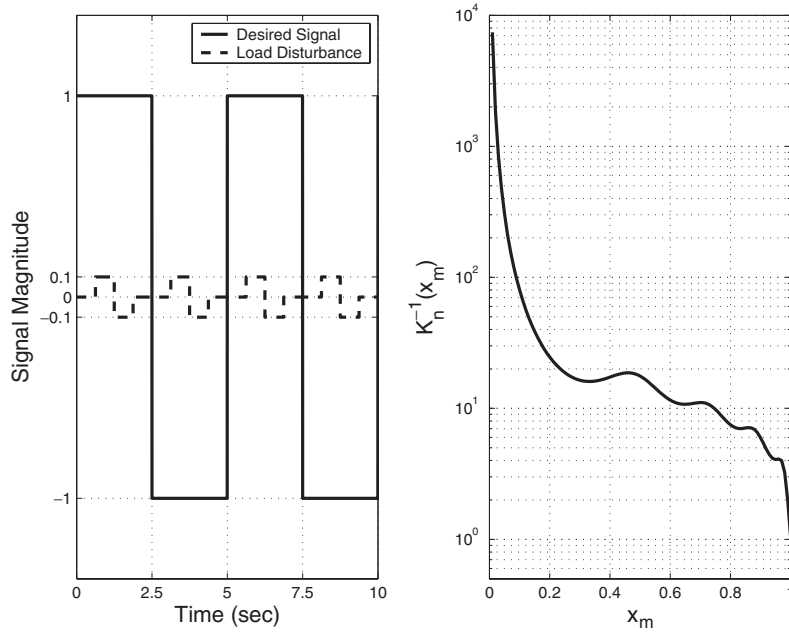 Desired Signal
Load Disturbance
Signal Magnitude
1
0.1
0
−0.1
−1
0 2.5 5 7.5 10
Time (sec)
K_n^{-1}(x_m)
10^4
10^3
10^2
10^1
10^0
0 0.2 0.4 0.6 0.8 1
x_m